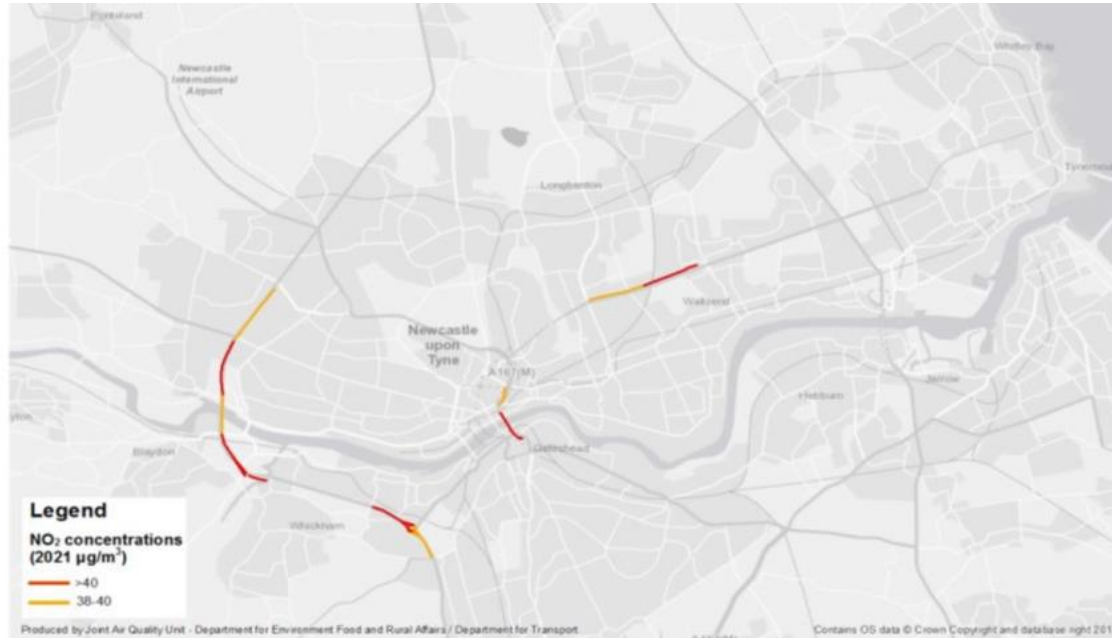 Ponteland
Whitley Bay
Newcastle
International
Airport
Tynemouth
Longbenton
Wallsend
Newcastle
upon
Tyne
A167(M)
Jarrow
Hebburn
Gateshead
Blaydon
Whickham
Legend
NO₂ concentrations
(2021 µg/m³)
>40
38-40
Produced by Joint Air Quality Unit - Department for Environment Food and Rural Affairs / Department for Transport
Contains OS data © Crown Copyright and database right 201